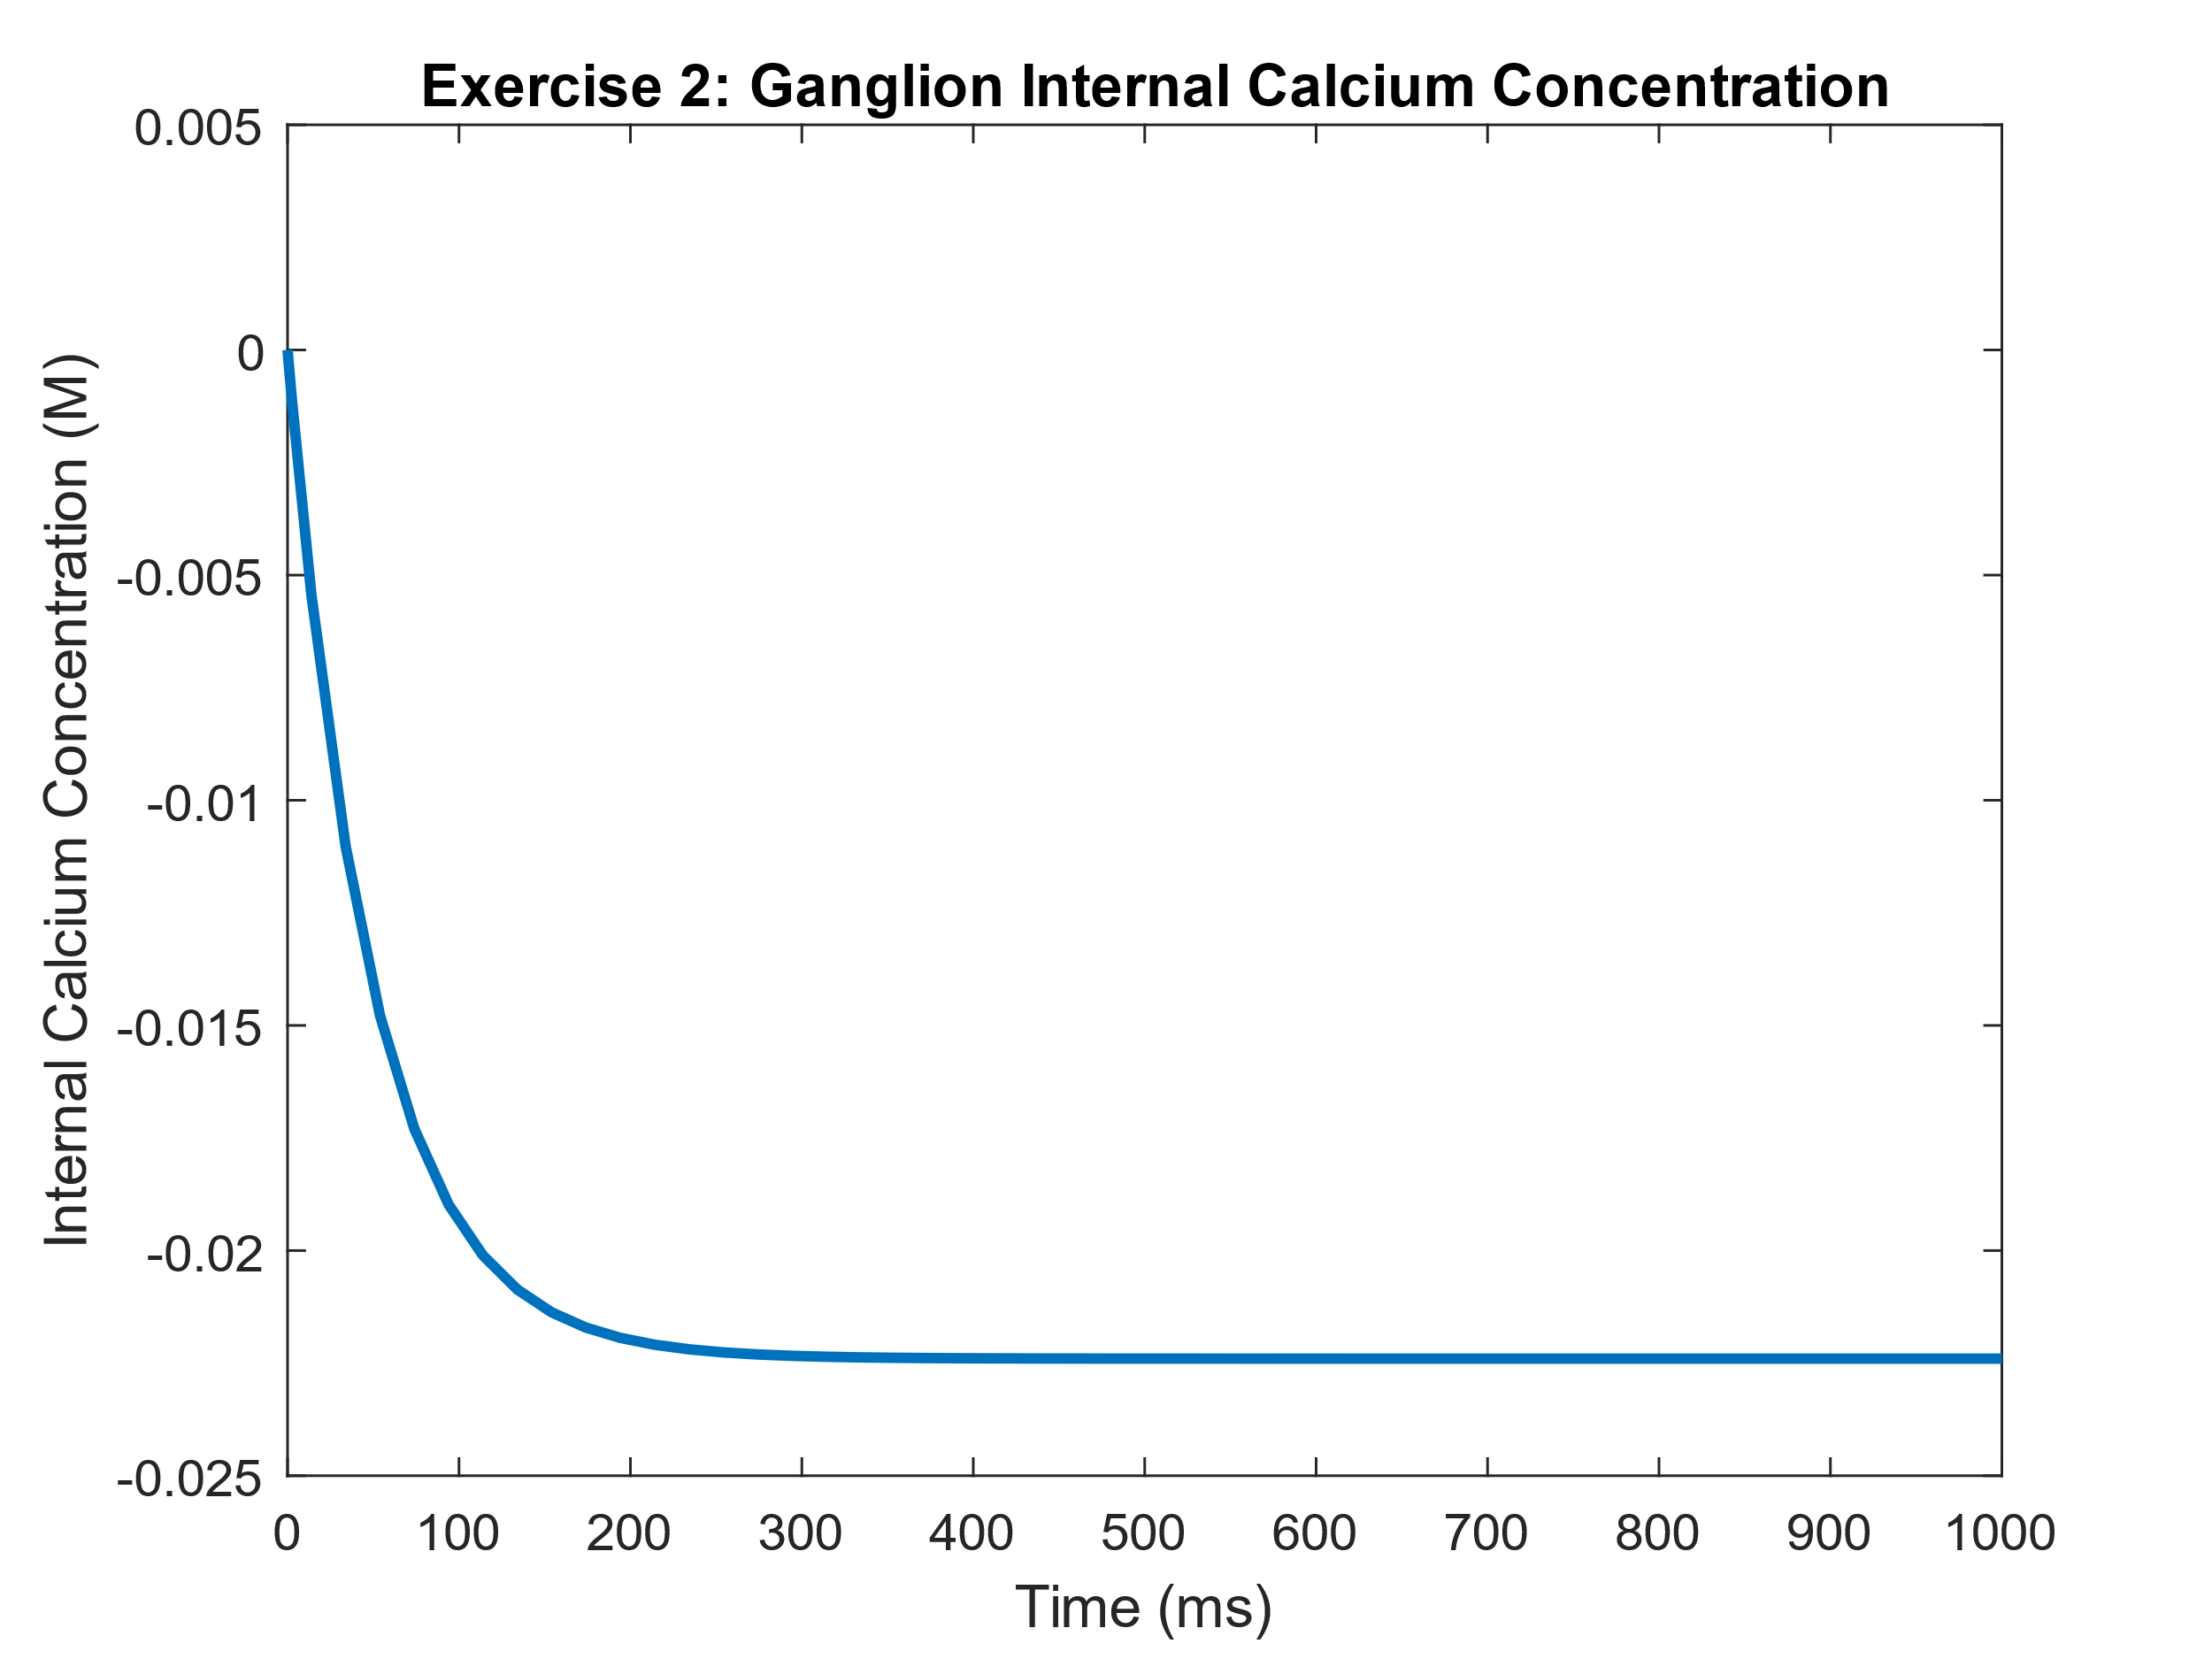 Exercise 2: Ganglion Internal Calcium Concentration
0.005
0
-0.005
-0.01
-0.015
-0.02
-0.025
Internal Calcium Concentration (M)
0 100 200 300 400 500 600 700 800 900 1000
Time (ms)